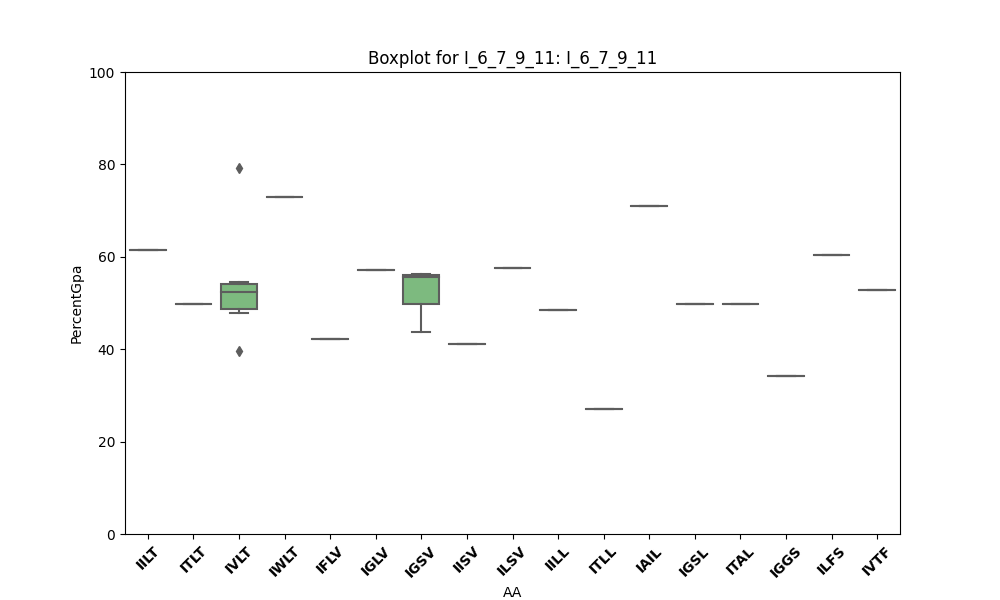 Boxplot for I_6_7_9_11: I_6_7_9_11
100
80
60
40
20
0
PercentGpa
IILT ITLT IVLT IWLT IFLV IGLV IGSV IISV ILSV IILL ITLL IAIL IGSL ITAL IGGS ILFS IVTF
AA